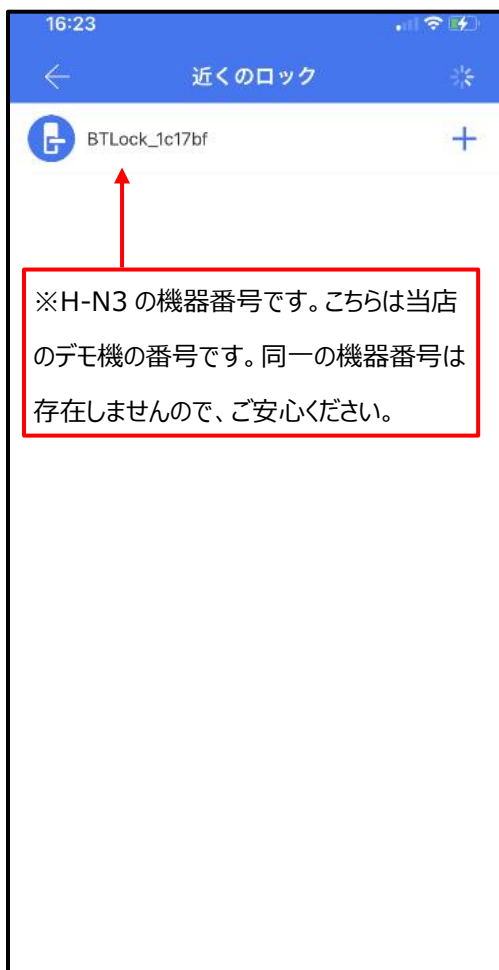 16:23
近くのロック
BTLock_1c17bf
※H-N3 の機器番号です。こちらは当店
のデモ機の番号です。同一の機器番号は
存在しませんので、ご安心ください。